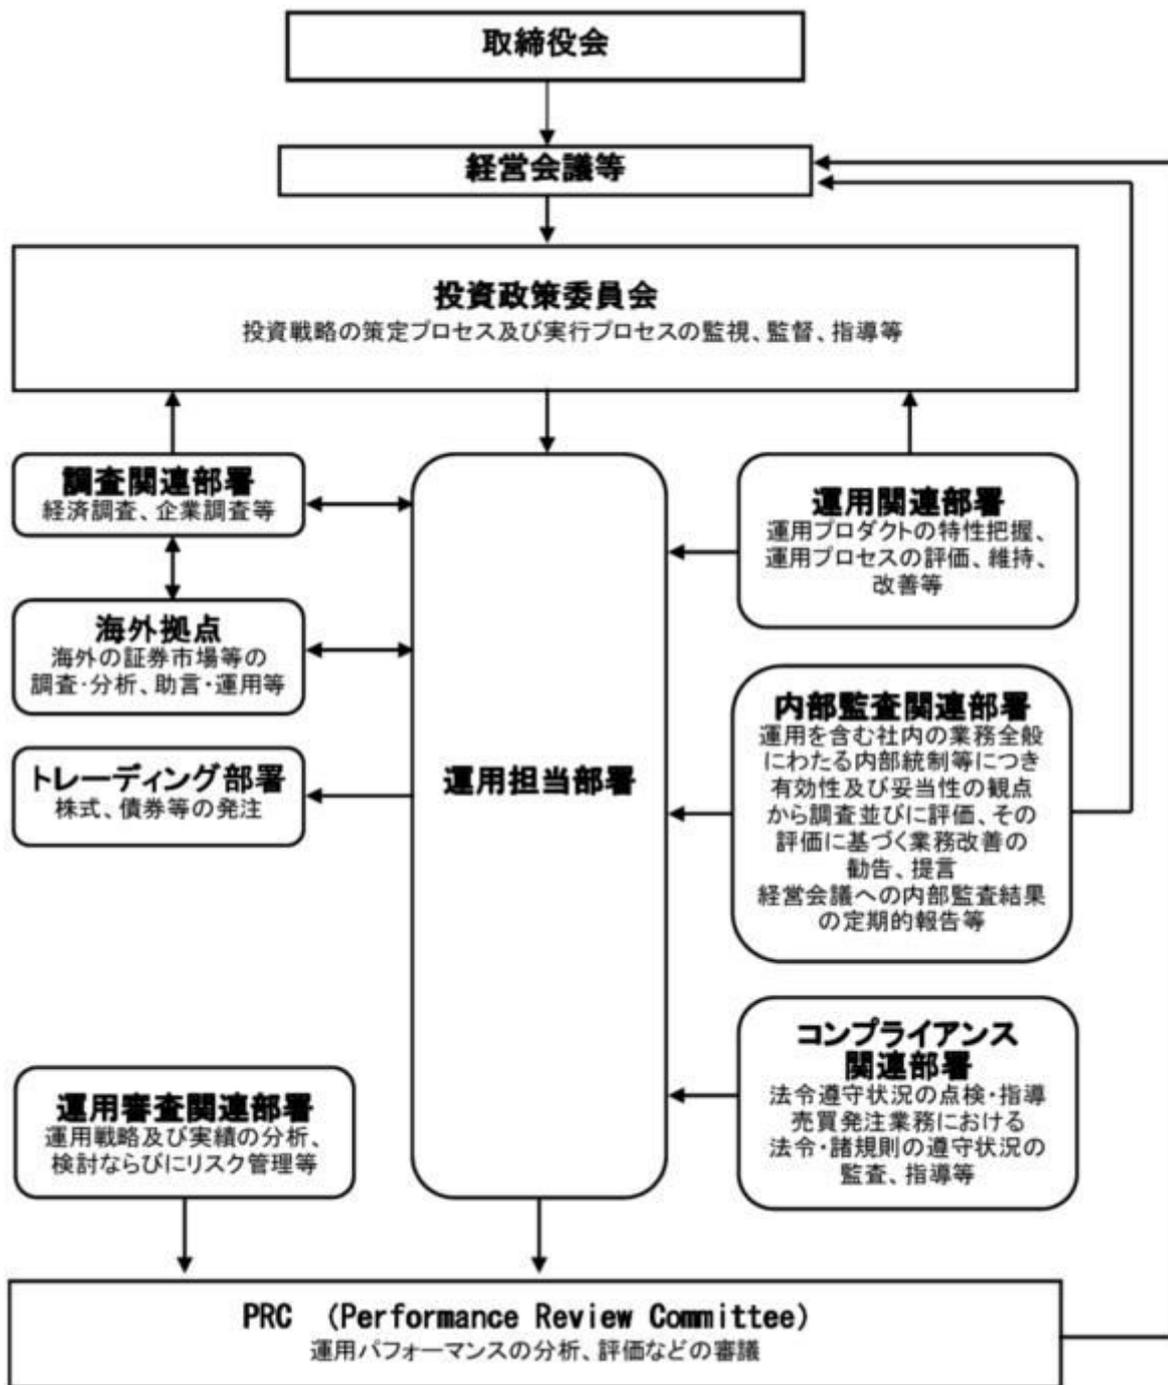 取締役会
経営会議等
投資政策委員会
投資戦略の策定プロセス及び実行プロセスの監視、監督、指導等
調査関連部署
経済調査、企業調査等
海外拠点
海外の証券市場等の
調査・分析、助言・運用等
トレーディング部署
株式、債券等の発注
運用審査関連部署
運用戦略及び実績の分析、
検討ならびにリスク管理等
運用担当部署
運用関連部署
運用プロダクトの特性把握、
運用プロセスの評価、維持、
改善等
内部監査関連部署
運用を含む社内の業務全般
にわたる内部統制等につき
有効性及び妥当性の観点
から調査並びに評価、その
評価に基づく業務改善の
勧告、提言
経営会議への内部監査結果
の定期的報告等
コンプライアンス
関連部署
法令遵守状況の点検・指導
売買発注業務における
法令・諸規則の遵守状況の
監査、指導等
PRC (Performance Review Committee)
運用パフォーマンスの分析、評価などの審議